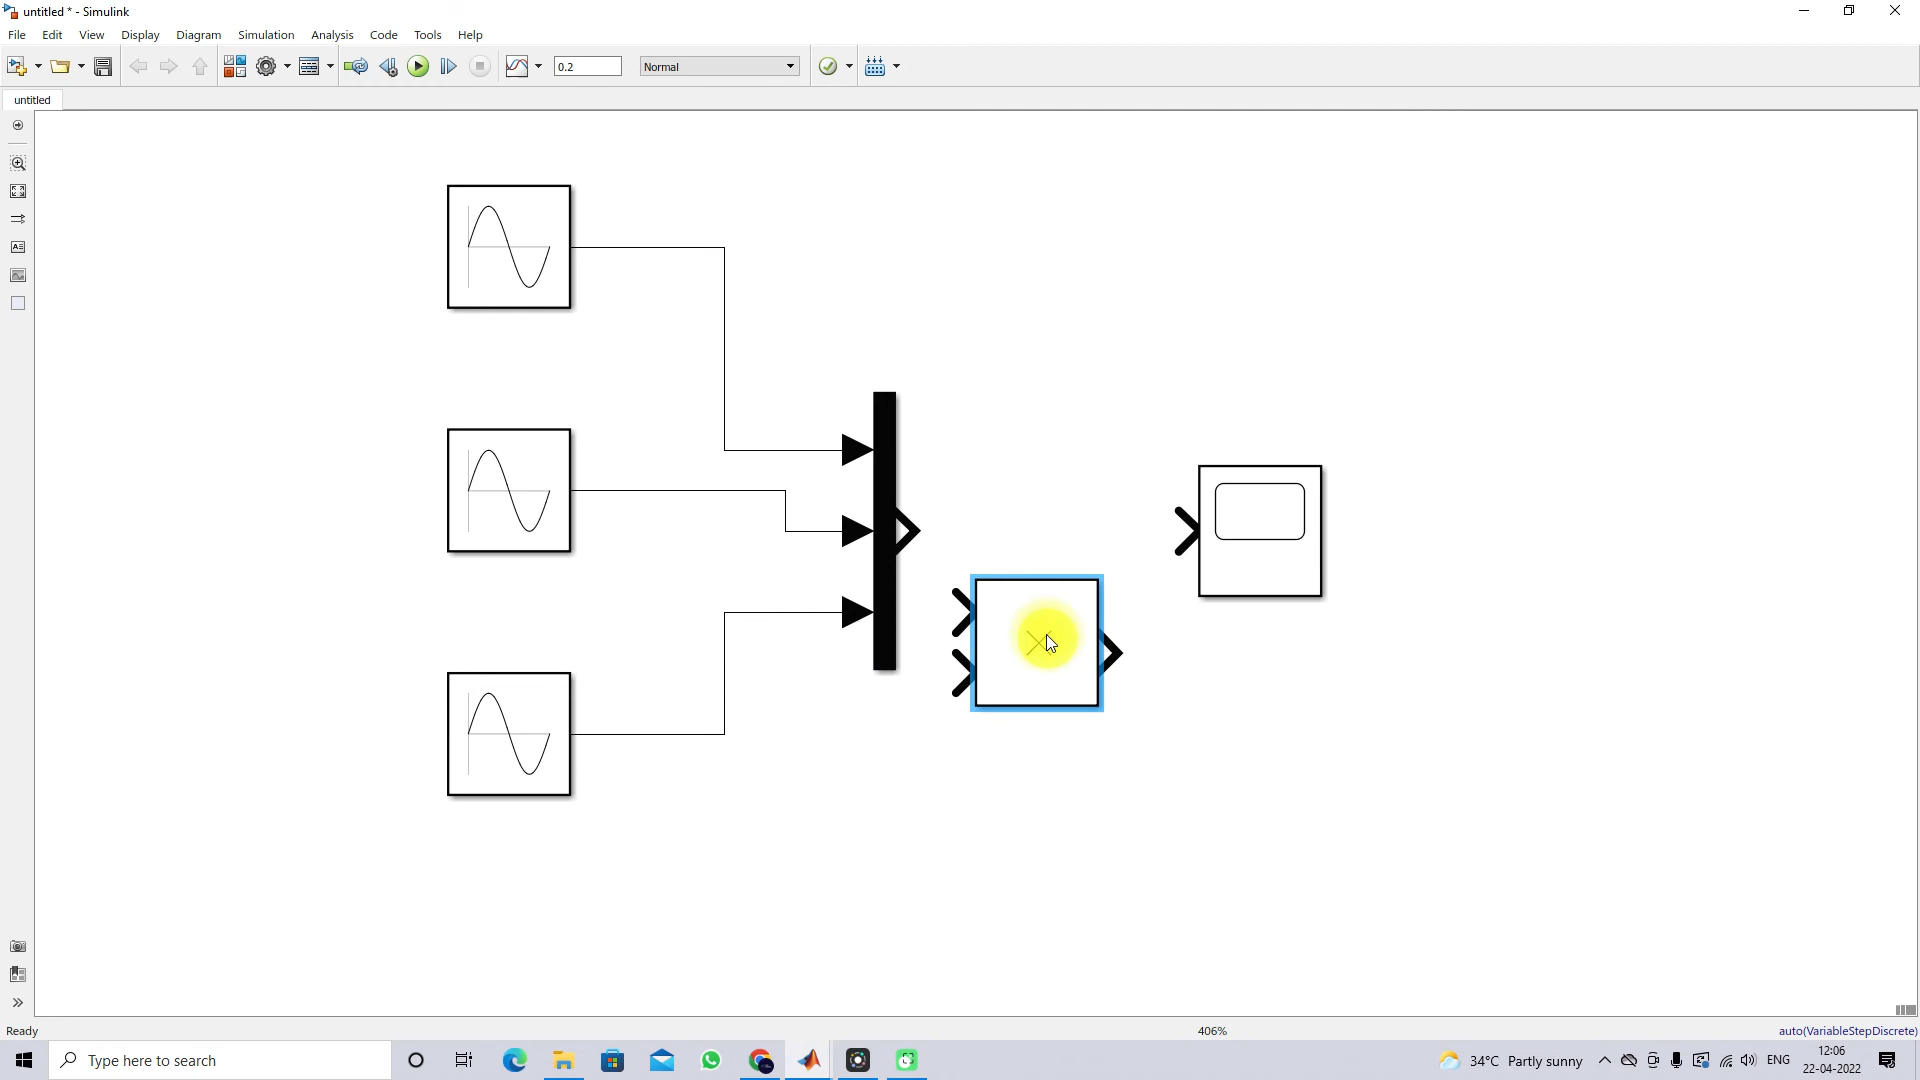 untitled * - Simulink
File Edit View Display Diagram Simulation Analysis Code Tools Help
0.2 Normal
untitled
Ready 406% auto(VariableStepDiscrete)
Type here to search 34°C Partly sunny ENG 12:06
22-04-2022